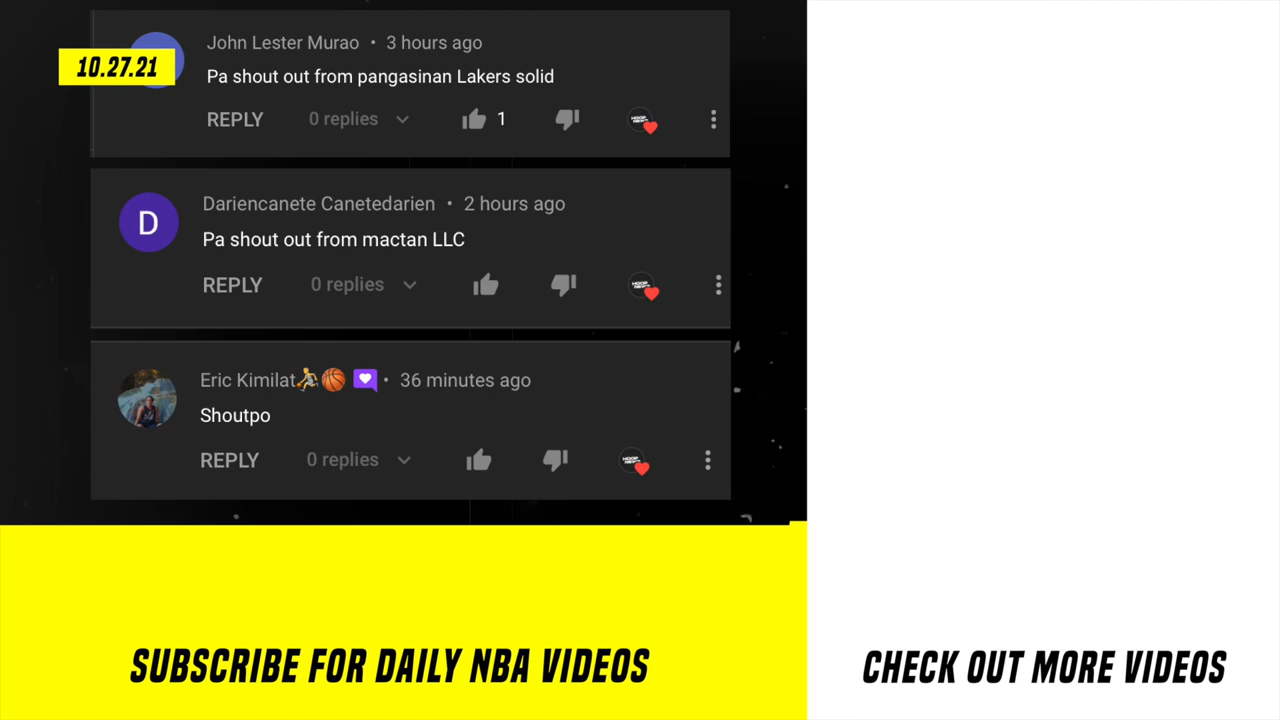 10.27.21
John Lester Murao • 3 hours ago
Pa shout out from pangasinan Lakers solid
REPLY 0 replies 1
D
Dariencanete Canetedarien • 2 hours ago
Pa shout out from mactan LLC
REPLY 0 replies
Eric Kimilat⛹️🏀 • 36 minutes ago
Shoutpo
REPLY 0 replies
SUBSCRIBE FOR DAILY NBA VIDEOS
CHECK OUT MORE VIDEOS